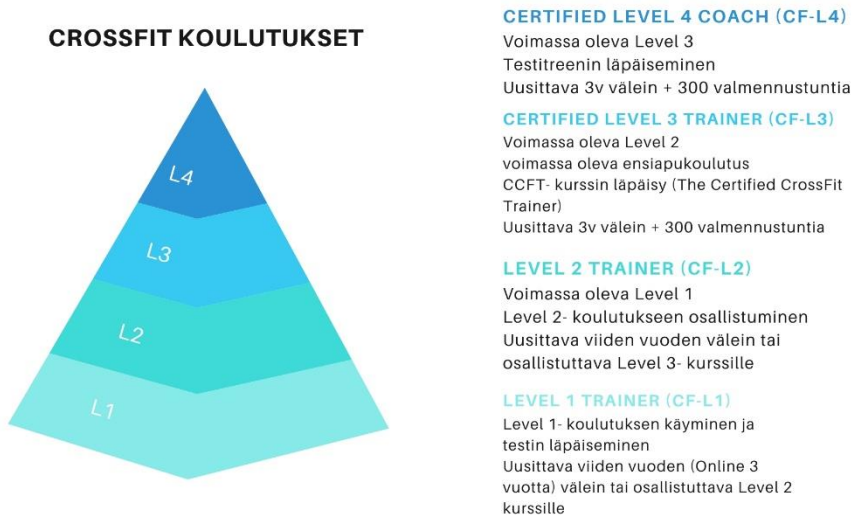 CROSSFIT KOULUTUKSET
L4
L3
L2
L1
CERTIFIED LEVEL 4 COACH (CF-L4)
Voimassa oleva Level 3
Testitreenin läpäiseminen
Uusittava 3v välein + 300 valmennustuntia
CERTIFIED LEVEL 3 TRAINER (CF-L3)
Voimassa oleva Level 2
voimassa oleva ensiapukoulutus
CCFT- kurssin läpäisy (The Certified CrossFit
Trainer)
Uusittava 3v välein + 300 valmennustuntia
LEVEL 2 TRAINER (CF-L2)
Voimassa oleva Level 1
Level 2- koulutukseen osallistuminen
Uusittava viiden vuoden välein tai
osallistuttava Level 3- kurssille
LEVEL 1 TRAINER (CF-L1)
Level 1- koulutuksen käyminen ja
testin läpäiseminen
Uusittava viiden vuoden (Online 3
vuotta) välein tai osallistuttava Level 2
kurssille